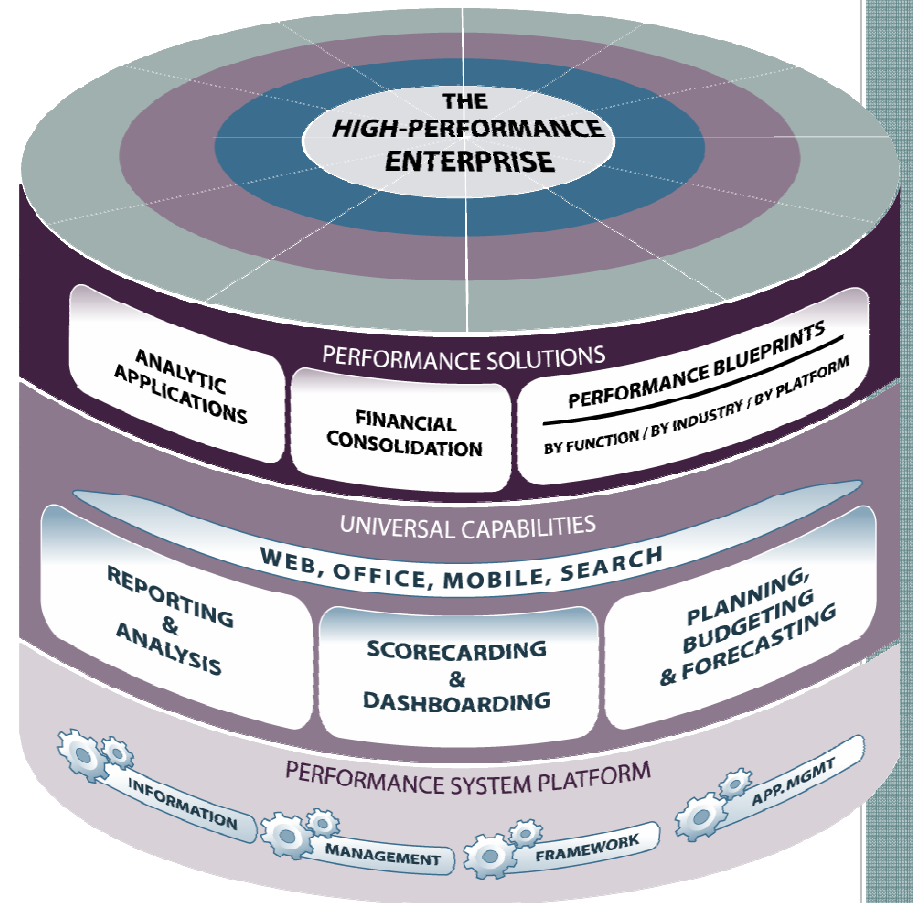 THE
HIGH-PERFORMANCE
ENTERPRISE
PERFORMANCE SOLUTIONS
ANALYTIC
APPLICATIONS
FINANCIAL
CONSOLIDATION
PERFORMANCE BLUEPRINTS
BY FUNCTION / BY INDUSTRY / BY PLATFORM
UNIVERSAL CAPABILITIES
WEB, OFFICE, MOBILE, SEARCH
REPORTING
&
ANALYSIS
SCORECARDING
&
DASHBOARDING
PLANNING,
BUDGETING
& FORECASTING
PERFORMANCE SYSTEM PLATFORM
INFORMATION
MANAGEMENT
FRAMEWORK
APP.MGMT